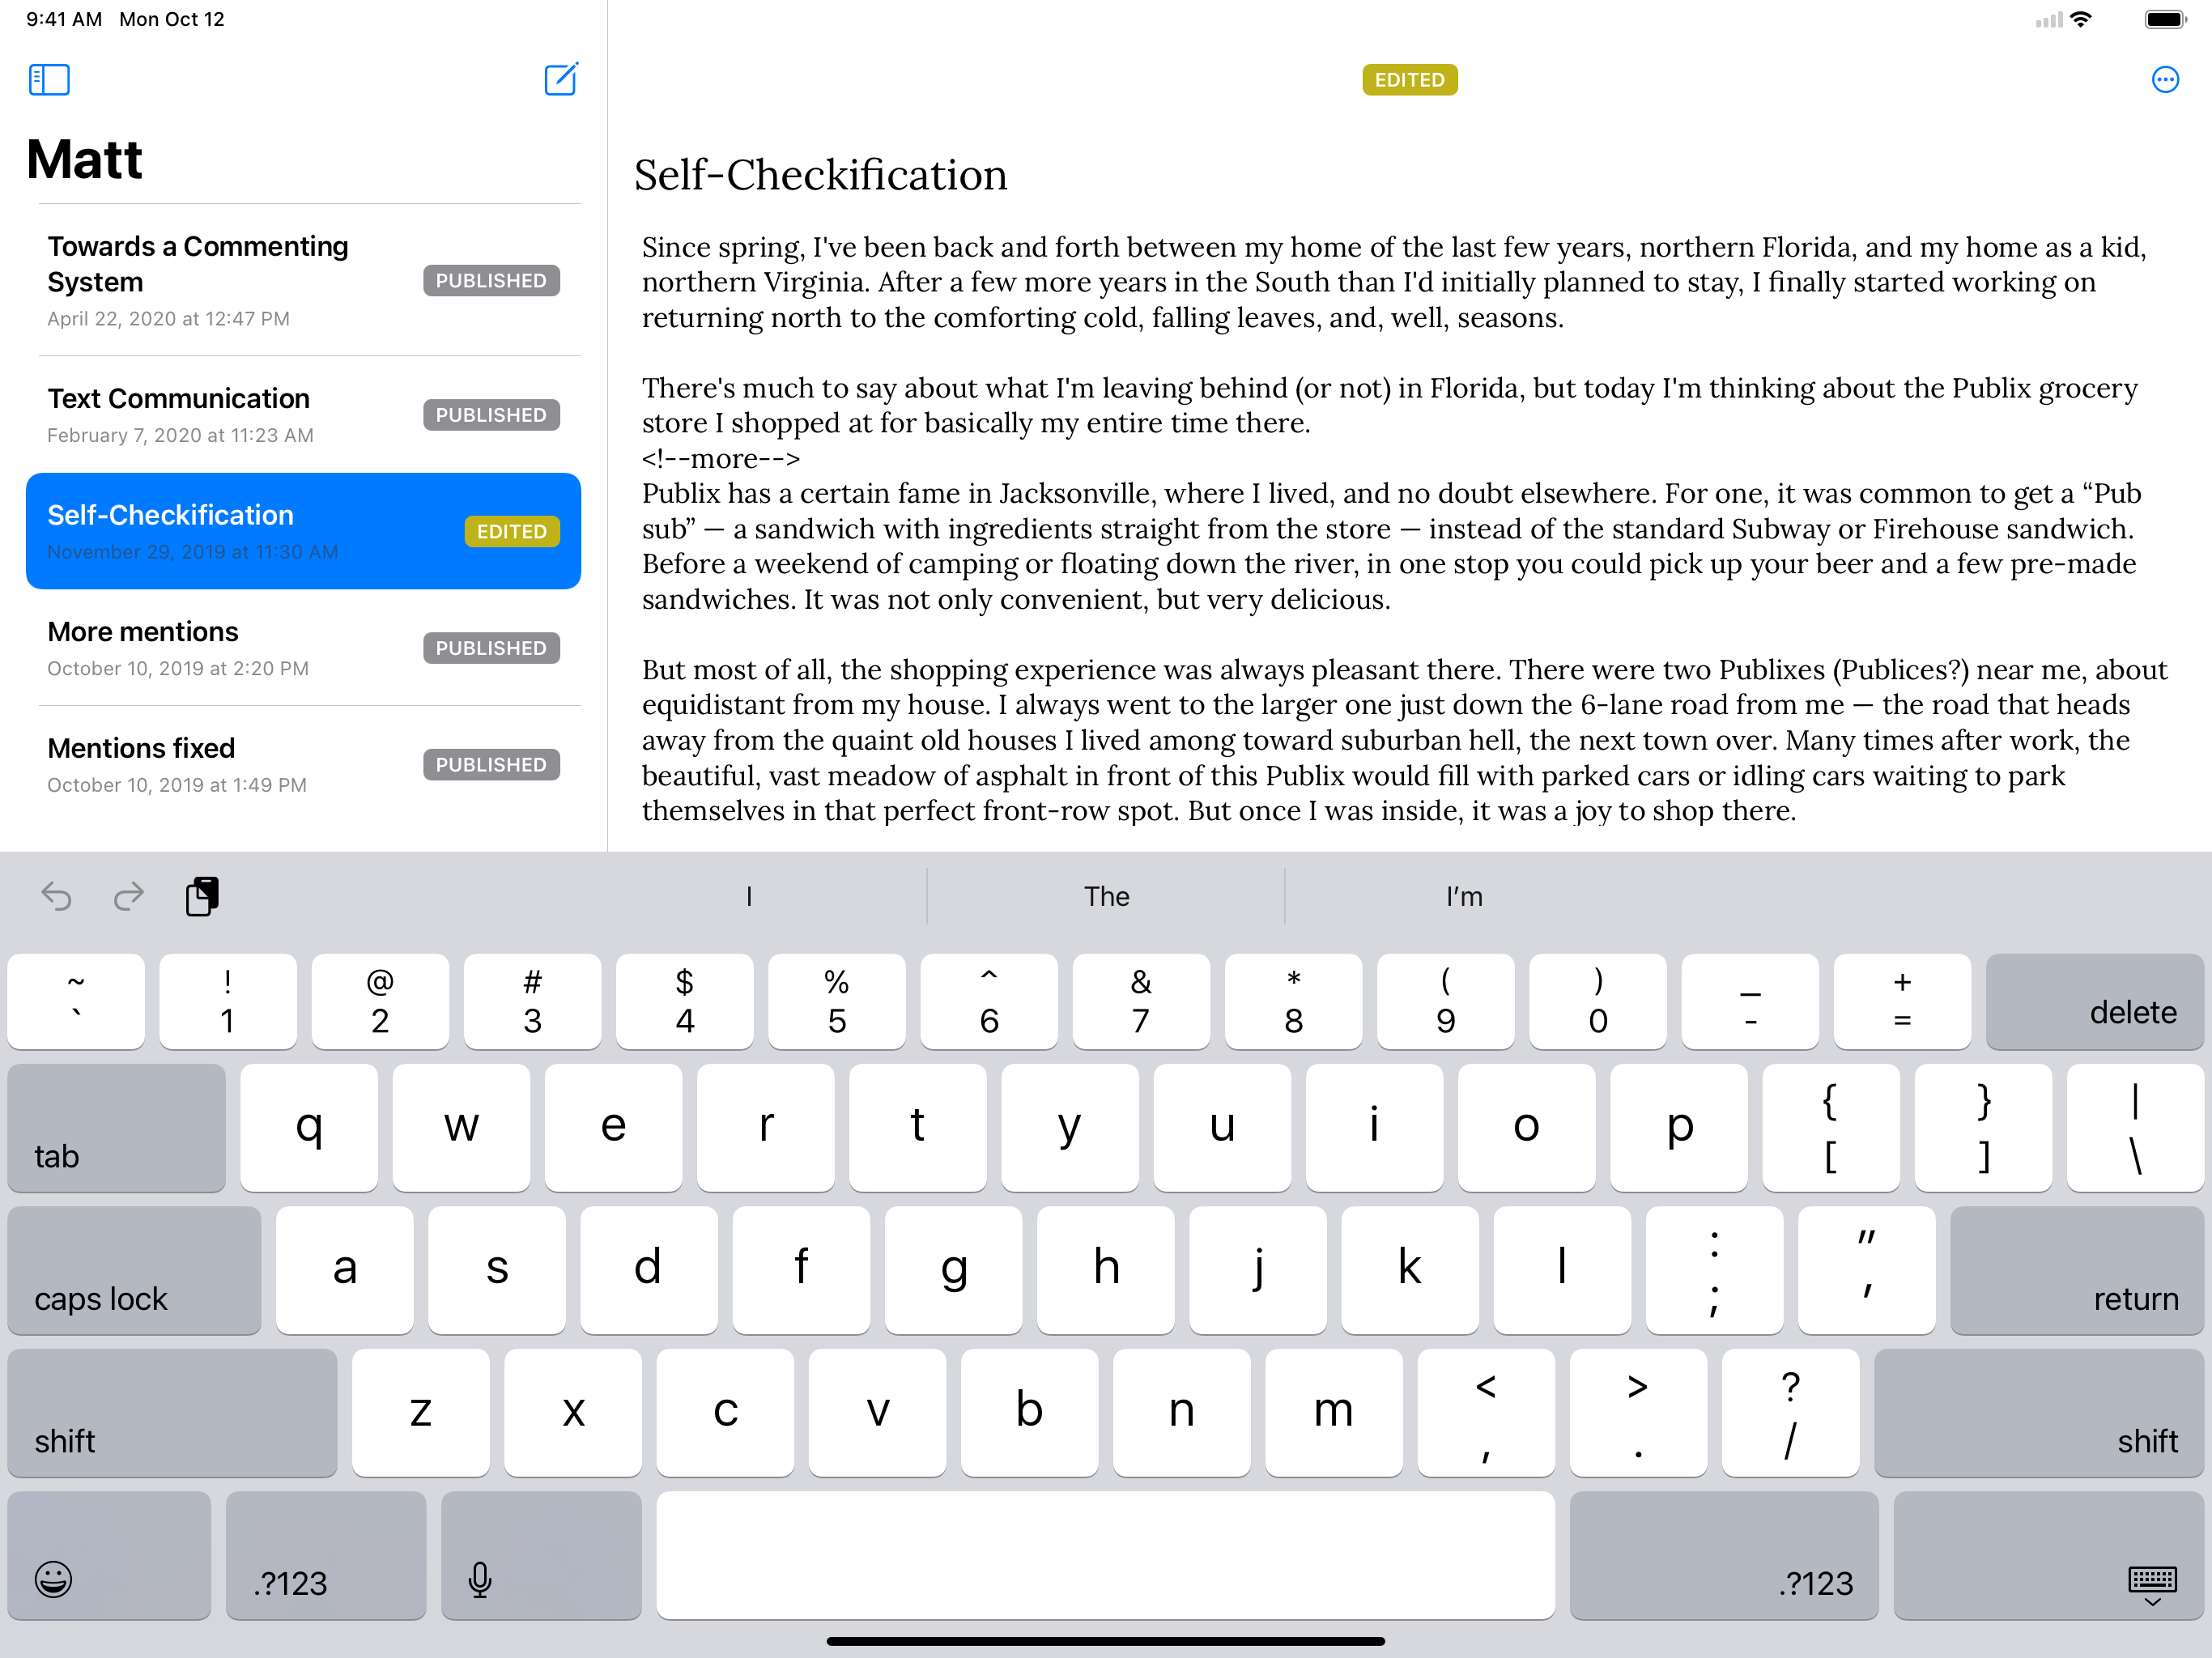 9:41 AM Mon Oct 12
EDITED
Matt
Towards a Commenting
System
PUBLISHED
April 22, 2020 at 12:47 PM
Text Communication
PUBLISHED
February 7, 2020 at 11:23 AM
Self-Checkification
EDITED
November 29, 2019 at 11:30 AM
More mentions
PUBLISHED
October 10, 2019 at 2:20 PM
Mentions fixed
PUBLISHED
October 10, 2019 at 1:49 PM
Self-Checkification
Since spring, I've been back and forth between my home of the last few years, northern Florida, and my home as a kid,
northern Virginia. After a few more years in the South than I'd initially planned to stay, I finally started working on
returning north to the comforting cold, falling leaves, and, well, seasons.
There's much to say about what I'm leaving behind (or not) in Florida, but today I'm thinking about the Publix grocery
store I shopped at for basically my entire time there.
<!--more-->
Publix has a certain fame in Jacksonville, where I lived, and no doubt elsewhere. For one, it was common to get a “Pub
sub” — a sandwich with ingredients straight from the store — instead of the standard Subway or Firehouse sandwich.
Before a weekend of camping or floating down the river, in one stop you could pick up your beer and a few pre-made
sandwiches. It was not only convenient, but very delicious.
But most of all, the shopping experience was always pleasant there. There were two Publixes (Publices?) near me, about
equidistant from my house. I always went to the larger one just down the 6-lane road from me — the road that heads
away from the quaint old houses I lived among toward suburban hell, the next town over. Many times after work, the
beautiful, vast meadow of asphalt in front of this Publix would fill with parked cars or idling cars waiting to park
themselves in that perfect front-row spot. But once I was inside, it was a joy to shop there.
I The I’m
~ ! @ # $ % ^ & * ( ) _ +
` 1 2 3 4 5 6 7 8 9 0 - = delete
tab q w e r t y u i o p { [ } ] | \
caps lock a s d f g h j k l : ; " ' return
shift z x c v b n m < , > . ? / shift
.?123 .?123